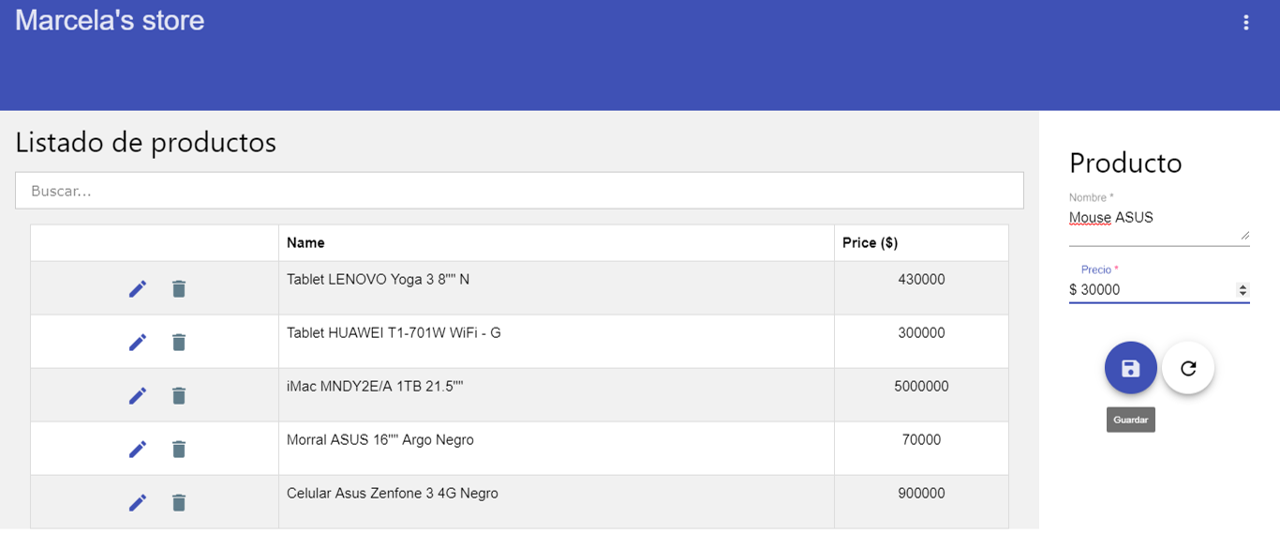 Marcela's store
Listado de productos
Buscar...
Name Price ($)
Tablet LENOVO Yoga 3 8"" N 430000
Tablet HUAWEI T1-701W WiFi - G 300000
iMac MNDY2E/A 1TB 21.5"" 5000000
Morral ASUS 16"" Argo Negro 70000
Celular Asus Zenfone 3 4G Negro 900000
Producto
Nombre *
Mouse ASUS
Precio *
$ 30000
Guardar